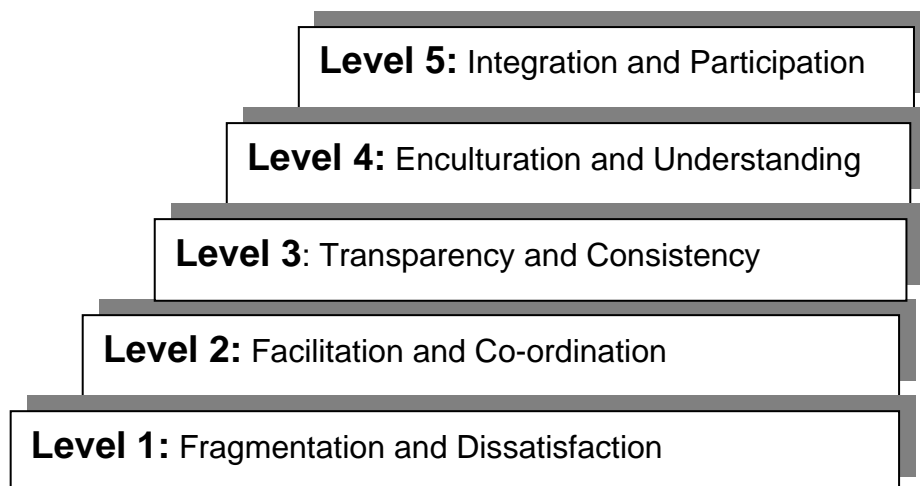 Level 5: Integration and Participation
Level 4: Enculturation and Understanding
Level 3: Transparency and Consistency
Level 2: Facilitation and Co-ordination
Level 1: Fragmentation and Dissatisfaction